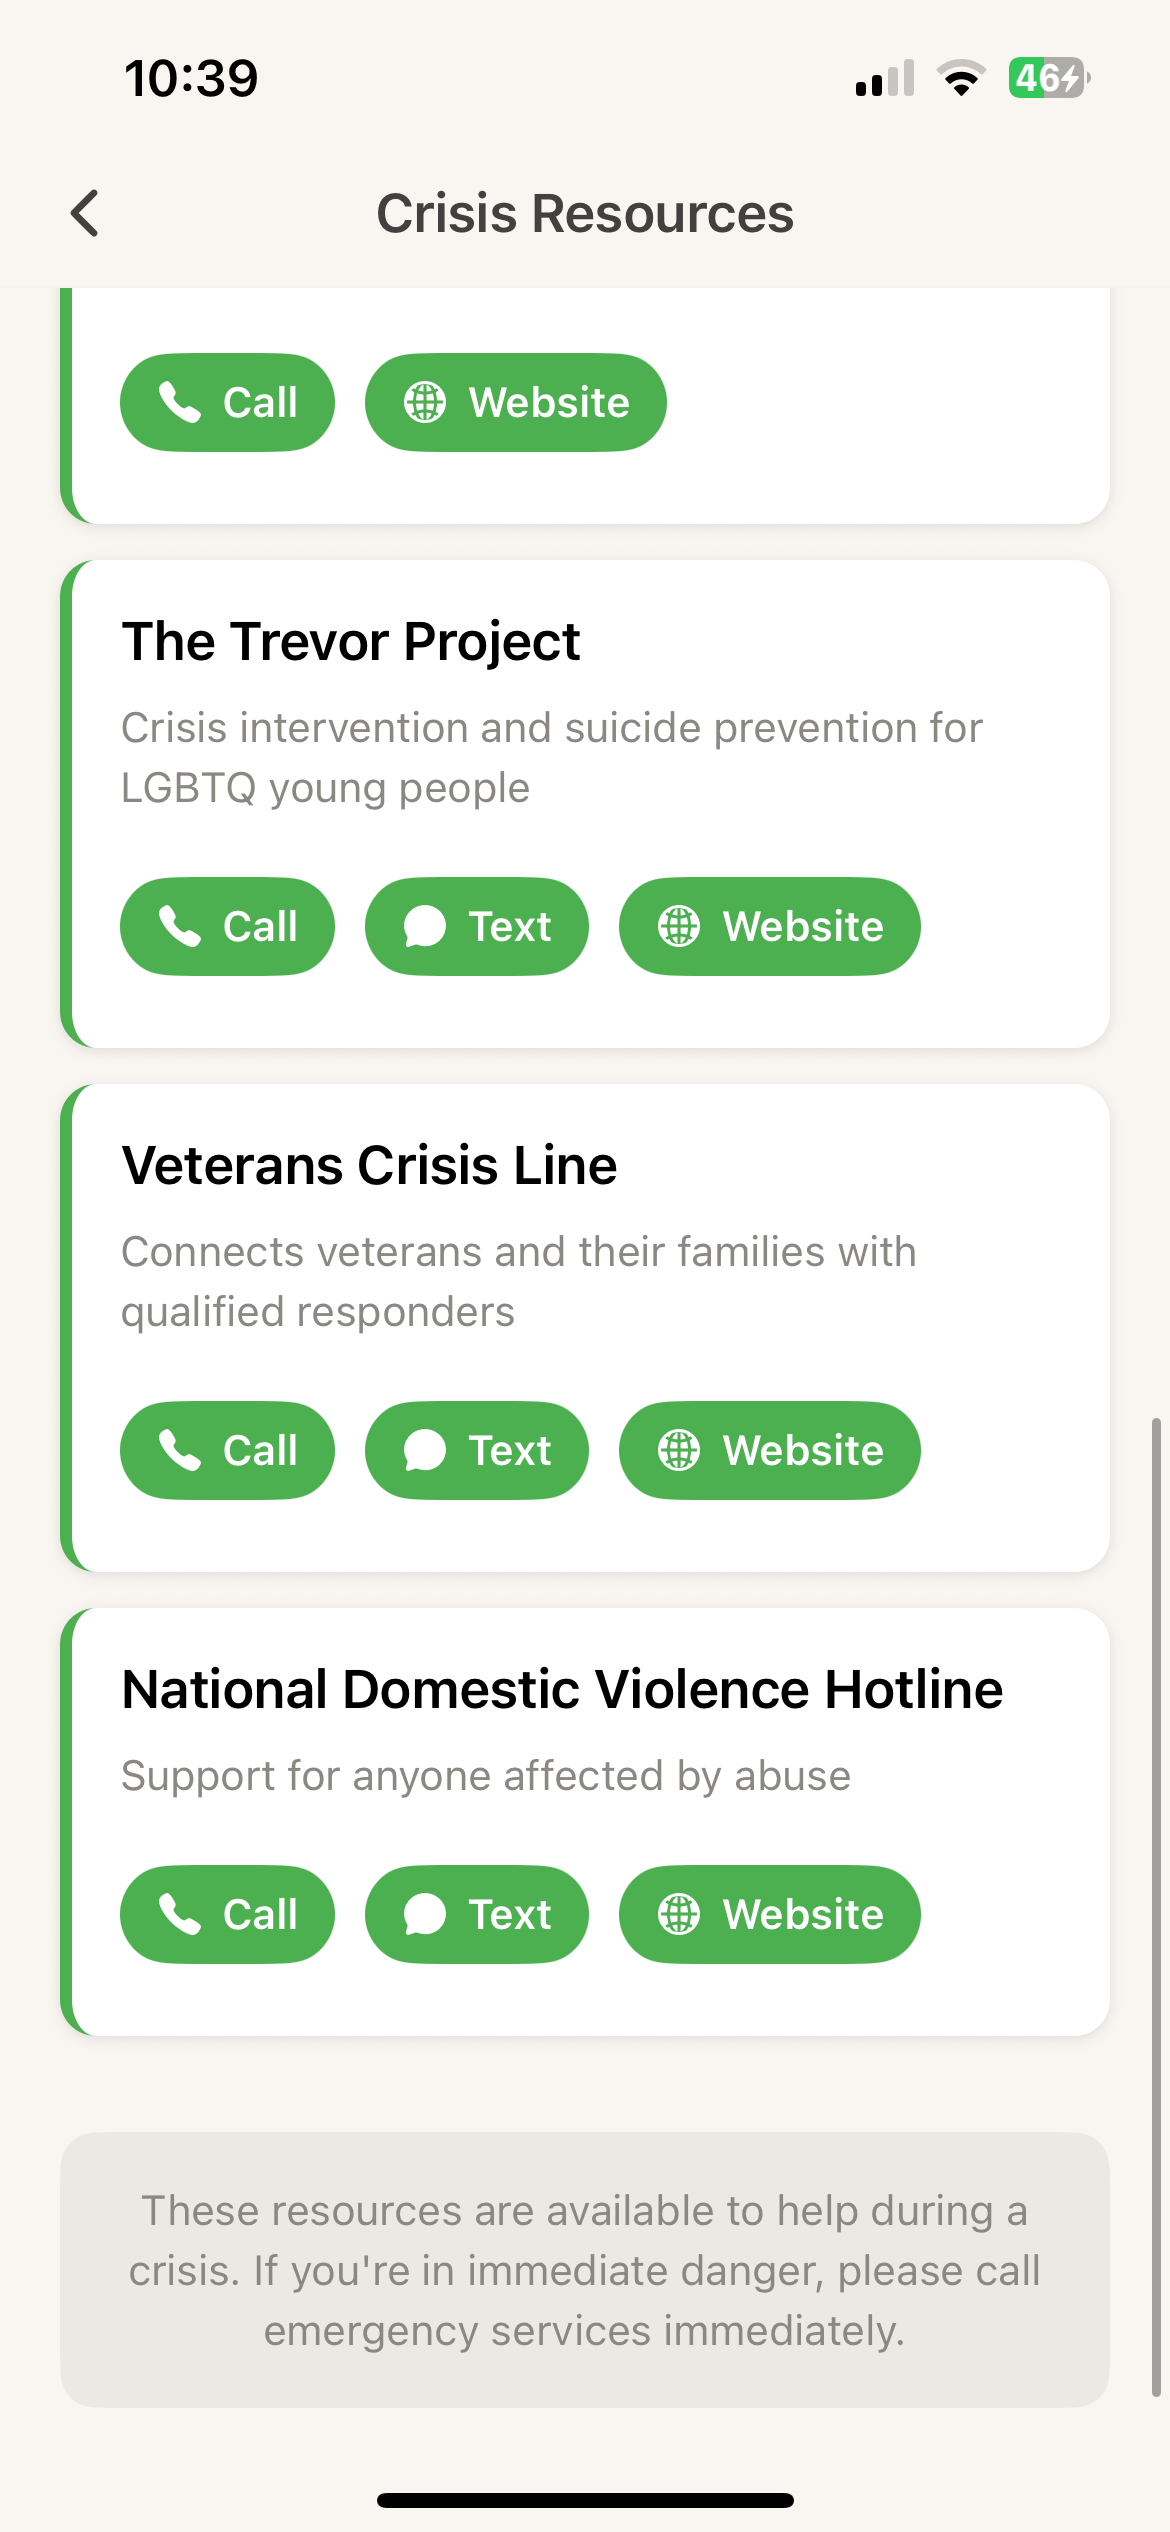 10:39
46
Crisis Resources
Call Website
The Trevor Project
Crisis intervention and suicide prevention for
LGBTQ young people
Call Text Website
Veterans Crisis Line
Connects veterans and their families with
qualified responders
Call Text Website
National Domestic Violence Hotline
Support for anyone affected by abuse
Call Text Website
These resources are available to help during a
crisis. If you're in immediate danger, please call
emergency services immediately.